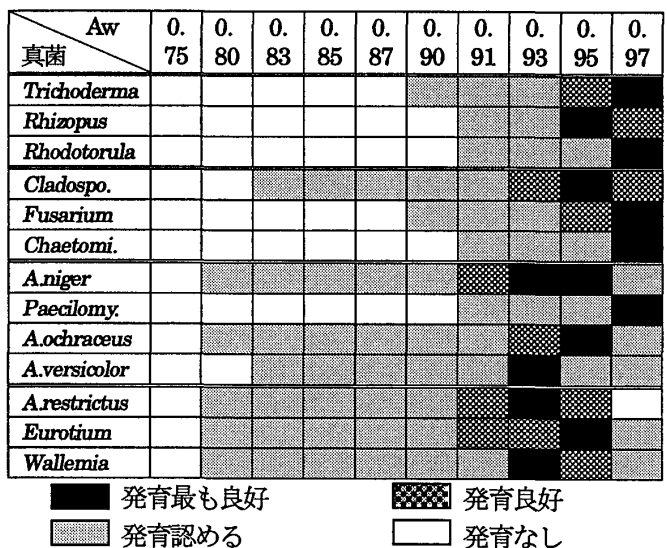 Aw 0. 0. 0. 0. 0. 0. 0. 0. 0. 0.
真菌 75 80 83 85 87 90 91 93 95 97
Trichoderma
Rhizopus
Rhodotorula
Cladospo.
Fusarium
Chaetomi.
A.niger
Paecilomy.
A.ochraceus
A.versicolor
A.restrictus
Eurotium
Wallemia
発育最も良好 発育良好
発育認める 発育なし